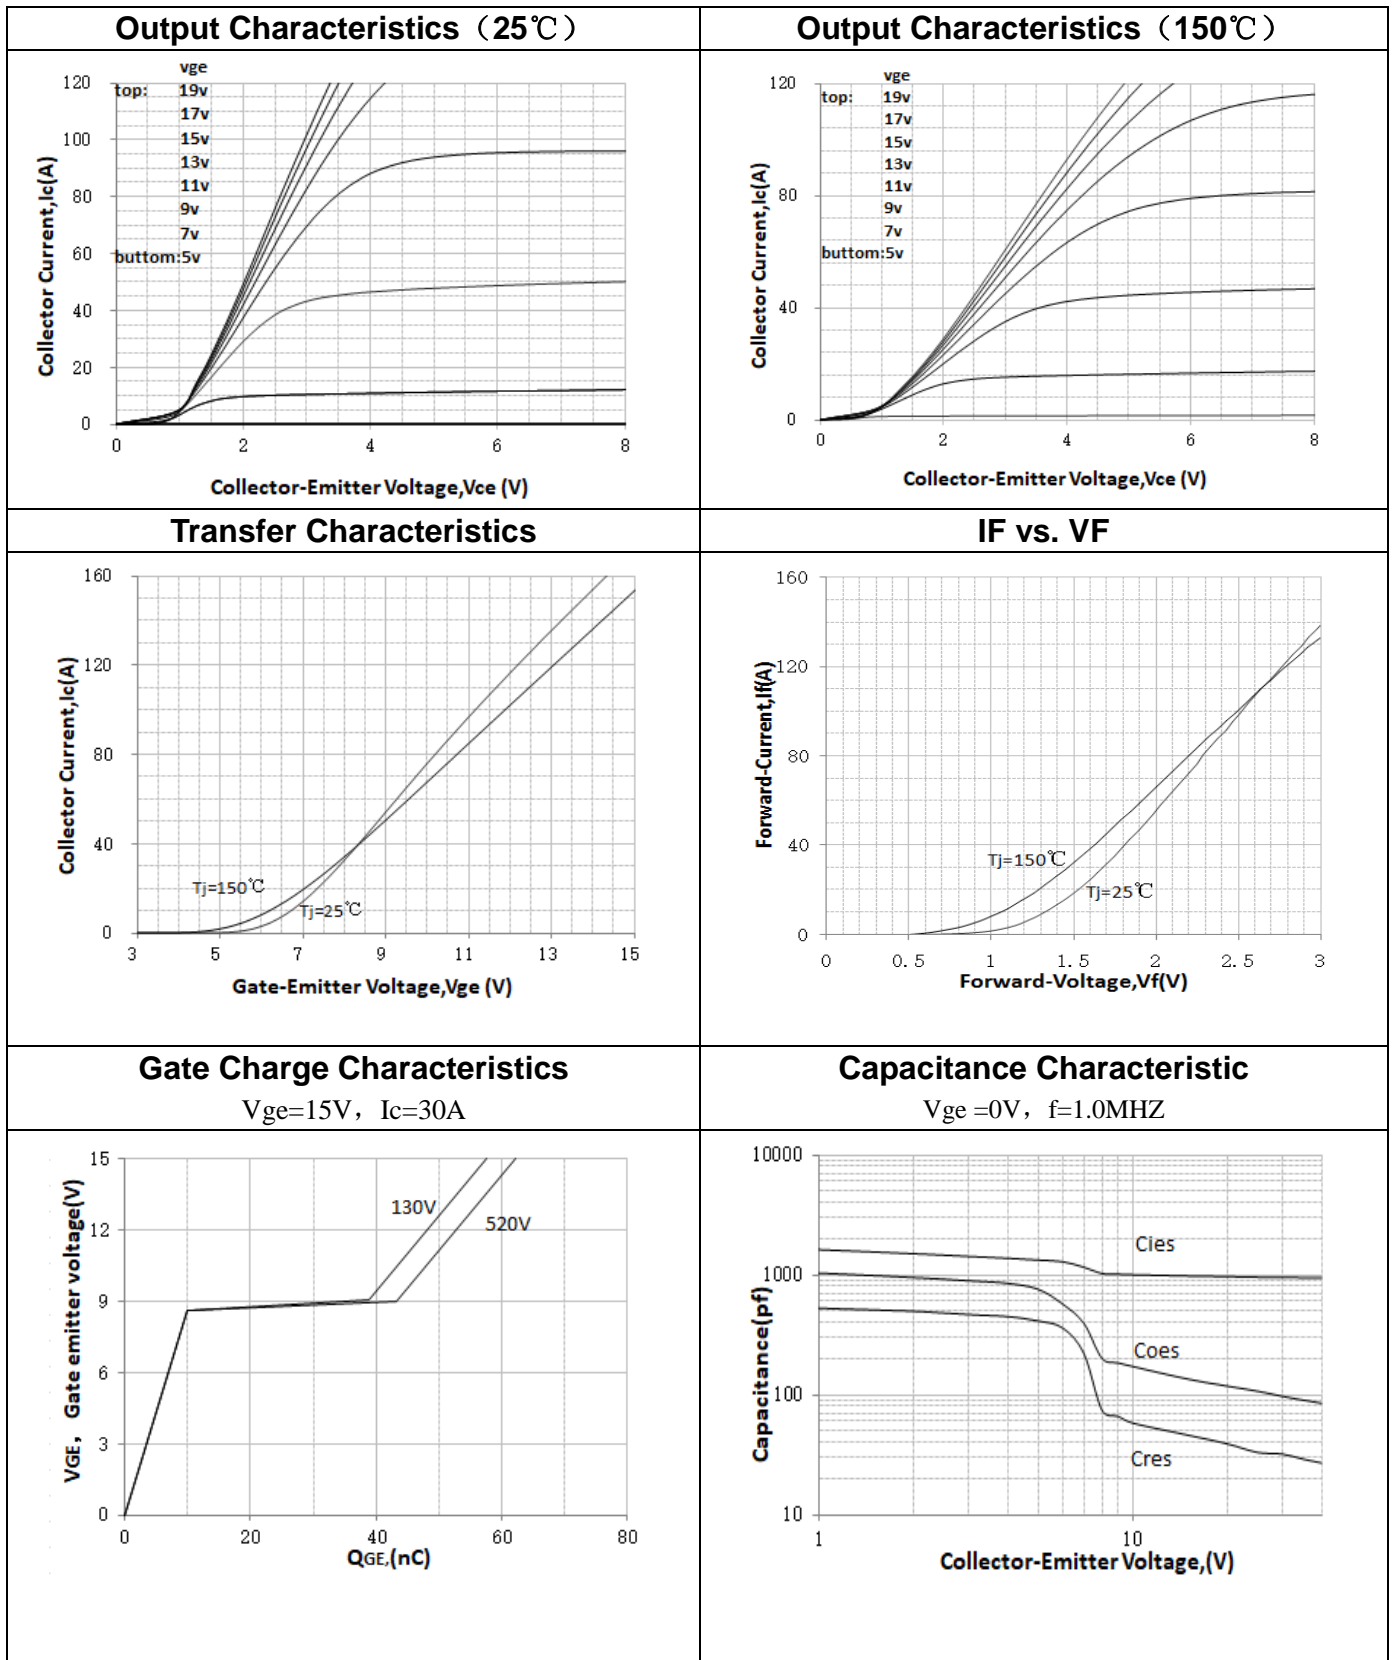 Output Characteristics（25℃）
vge
top: 19v
17v
15v
13v
11v
9v
7v
buttom:5v
120
100
80
60
40
20
0
0 2 4 6 8
Collector Current,Ic(A)
Collector-Emitter Voltage,Vce (V)
Output Characteristics（150℃）
vge
top: 19v
17v
15v
13v
11v
9v
7v
buttom:5v
120
80
40
0
0 2 4 6 8
Collector Current,Ic(A)
Collector-Emitter Voltage,Vce (V)
Transfer Characteristics
160
120
80
40
0
3 5 7 9 11 13 15
Tj=150℃
Tj=25℃
Collector Current,Ic(A)
Gate-Emitter Voltage,Vge (V)
IF vs. VF
160
120
80
40
0
0 0.5 1 1.5 2 2.5 3
Tj=150℃
Tj=25℃
Forward-Current,If(A)
Forward-Voltage,Vf(V)
Gate Charge Characteristics
Vge=15V，Ic=30A
15
12
9
6
3
0
0 20 40 60 80
130V
520V
VGE，Gate emitter voltage(V)
QGE,(nC)
Capacitance Characteristic
Vge =0V，f=1.0MHZ
10000
1000
100
10
1 10
Cies
Coes
Cres
Capacitance(pf)
Collector-Emitter Voltage,(V)